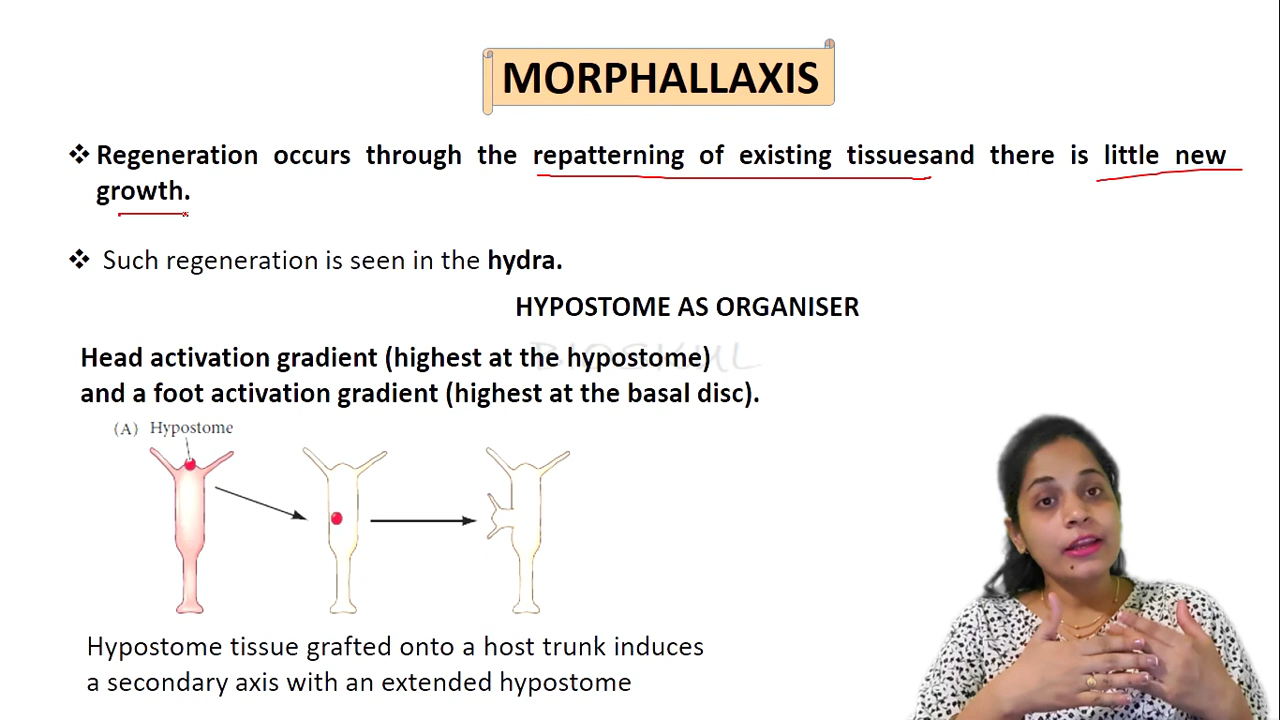 MORPHALLAXIS
❖ Regeneration occurs through the repatterning of existing tissuesand there is little new
growth.
❖ Such regeneration is seen in the hydra.
HYPOSTOME AS ORGANISER
BIOSKUL
Head activation gradient (highest at the hypostome)
and a foot activation gradient (highest at the basal disc).
(A) Hypostome
Hypostome tissue grafted onto a host trunk induces
a secondary axis with an extended hypostome